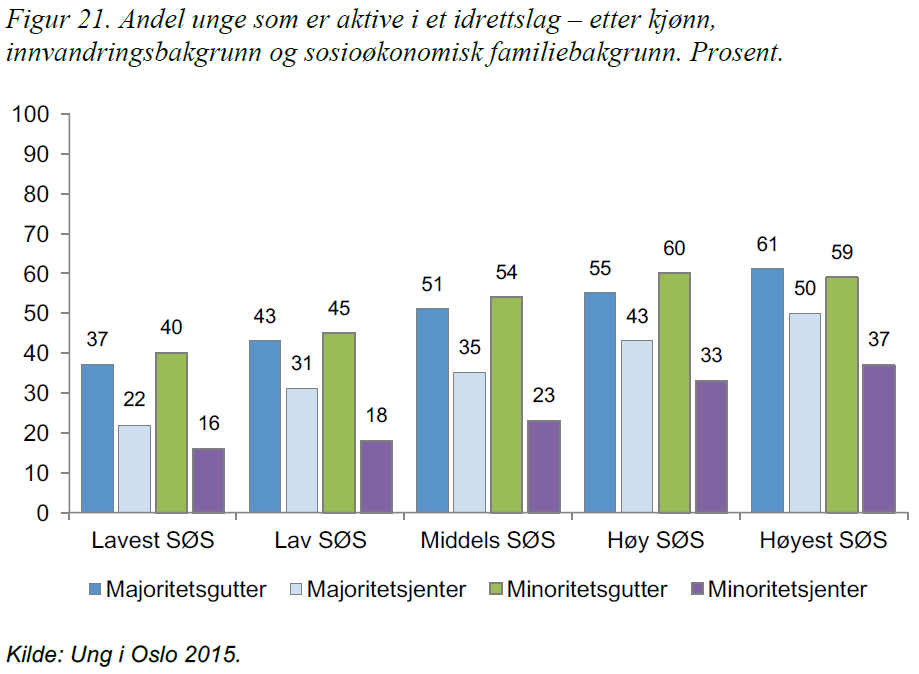 Figur 21. Andel unge som er aktive i et idrettslag – etter kjønn,
innvandringsbakgrunn og sosioøkonomisk familiebakgrunn. Prosent.
100
90
80
70
60
50
40
30
20
10
0
37
22
40
16
43
31
45
18
51
35
54
23
55
43
60
33
61
50
59
37
Lavest SØS
Lav SØS
Middels SØS
Høy SØS
Høyest SØS
Majoritetsgutter
Majoritetsjenter
Minoritetsgutter
Minoritetsjenter
Kilde: Ung i Oslo 2015.